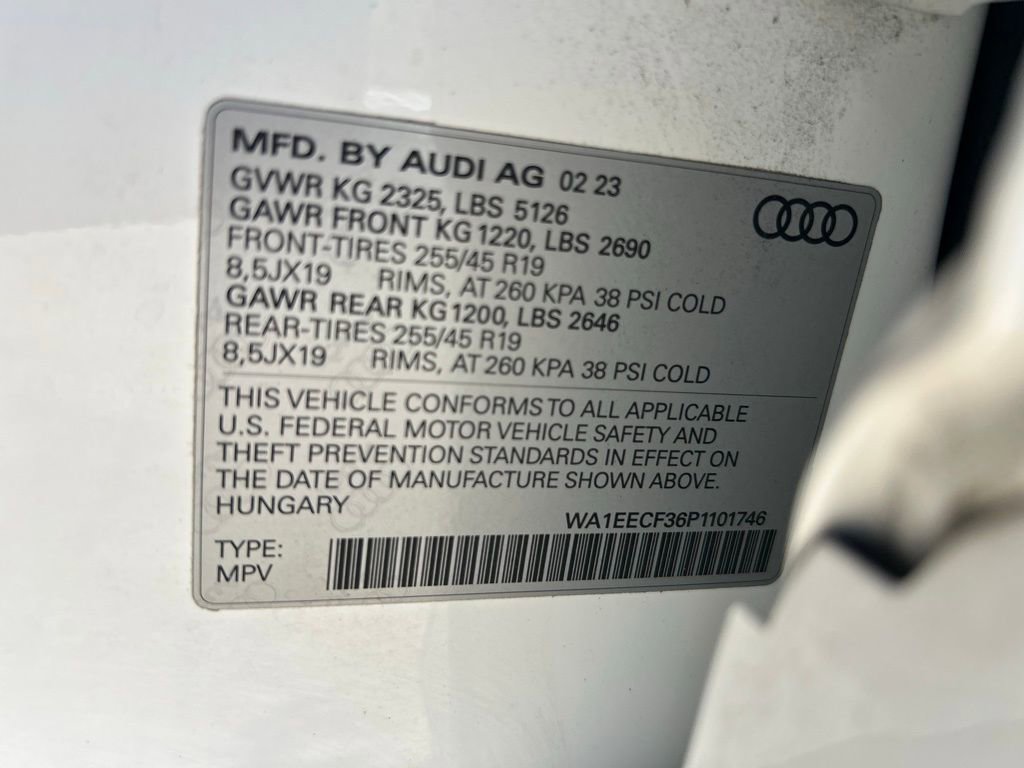 MFD. BY AUDI AG 02 23
GVWR KG 2325, LBS 5126
GAWR FRONT KG 1220, LBS 2690
FRONT-TIRES 255/45 R19
8,5JX19 RIMS, AT 260 KPA 38 PSI COLD
GAWR REAR KG 1200, LBS 2646
REAR-TIRES 255/45 R19
8,5JX19 RIMS, AT 260 KPA 38 PSI COLD
THIS VEHICLE CONFORMS TO ALL APPLICABLE
U.S. FEDERAL MOTOR VEHICLE SAFETY AND
THEFT PREVENTION STANDARDS IN EFFECT ON
THE DATE OF MANUFACTURE SHOWN ABOVE.
HUNGARY
WA1EECF36P1101746
TYPE:
MPV